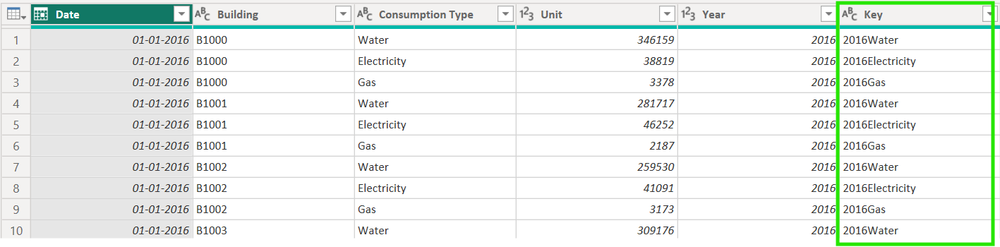 Date ABC Building ABC Consumption Type 123 Unit 123 Year ABC Key
1 01-01-2016 B1000 Water 346159 2016 2016Water
2 01-01-2016 B1000 Electricity 38819 2016 2016Electricity
3 01-01-2016 B1000 Gas 3378 2016 2016Gas
4 01-01-2016 B1001 Water 281717 2016 2016Water
5 01-01-2016 B1001 Electricity 46252 2016 2016Electricity
6 01-01-2016 B1001 Gas 2187 2016 2016Gas
7 01-01-2016 B1002 Water 259530 2016 2016Water
8 01-01-2016 B1002 Electricity 41091 2016 2016Electricity
9 01-01-2016 B1002 Gas 3173 2016 2016Gas
10 01-01-2016 B1003 Water 309176 2016 2016Water